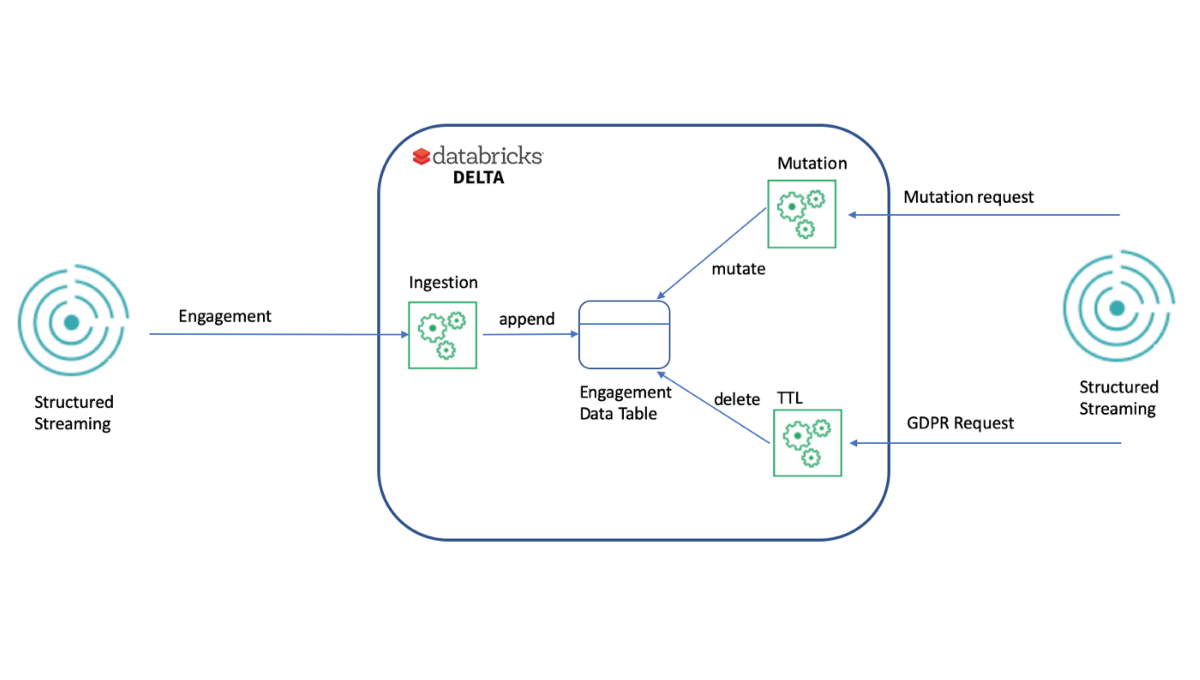 databricks
DELTA
Mutation
Mutation request
mutate
Ingestion
Engagement
append
Engagement
Data Table
delete
TTL
GDPR Request
Structured
Streaming
Structured
Streaming